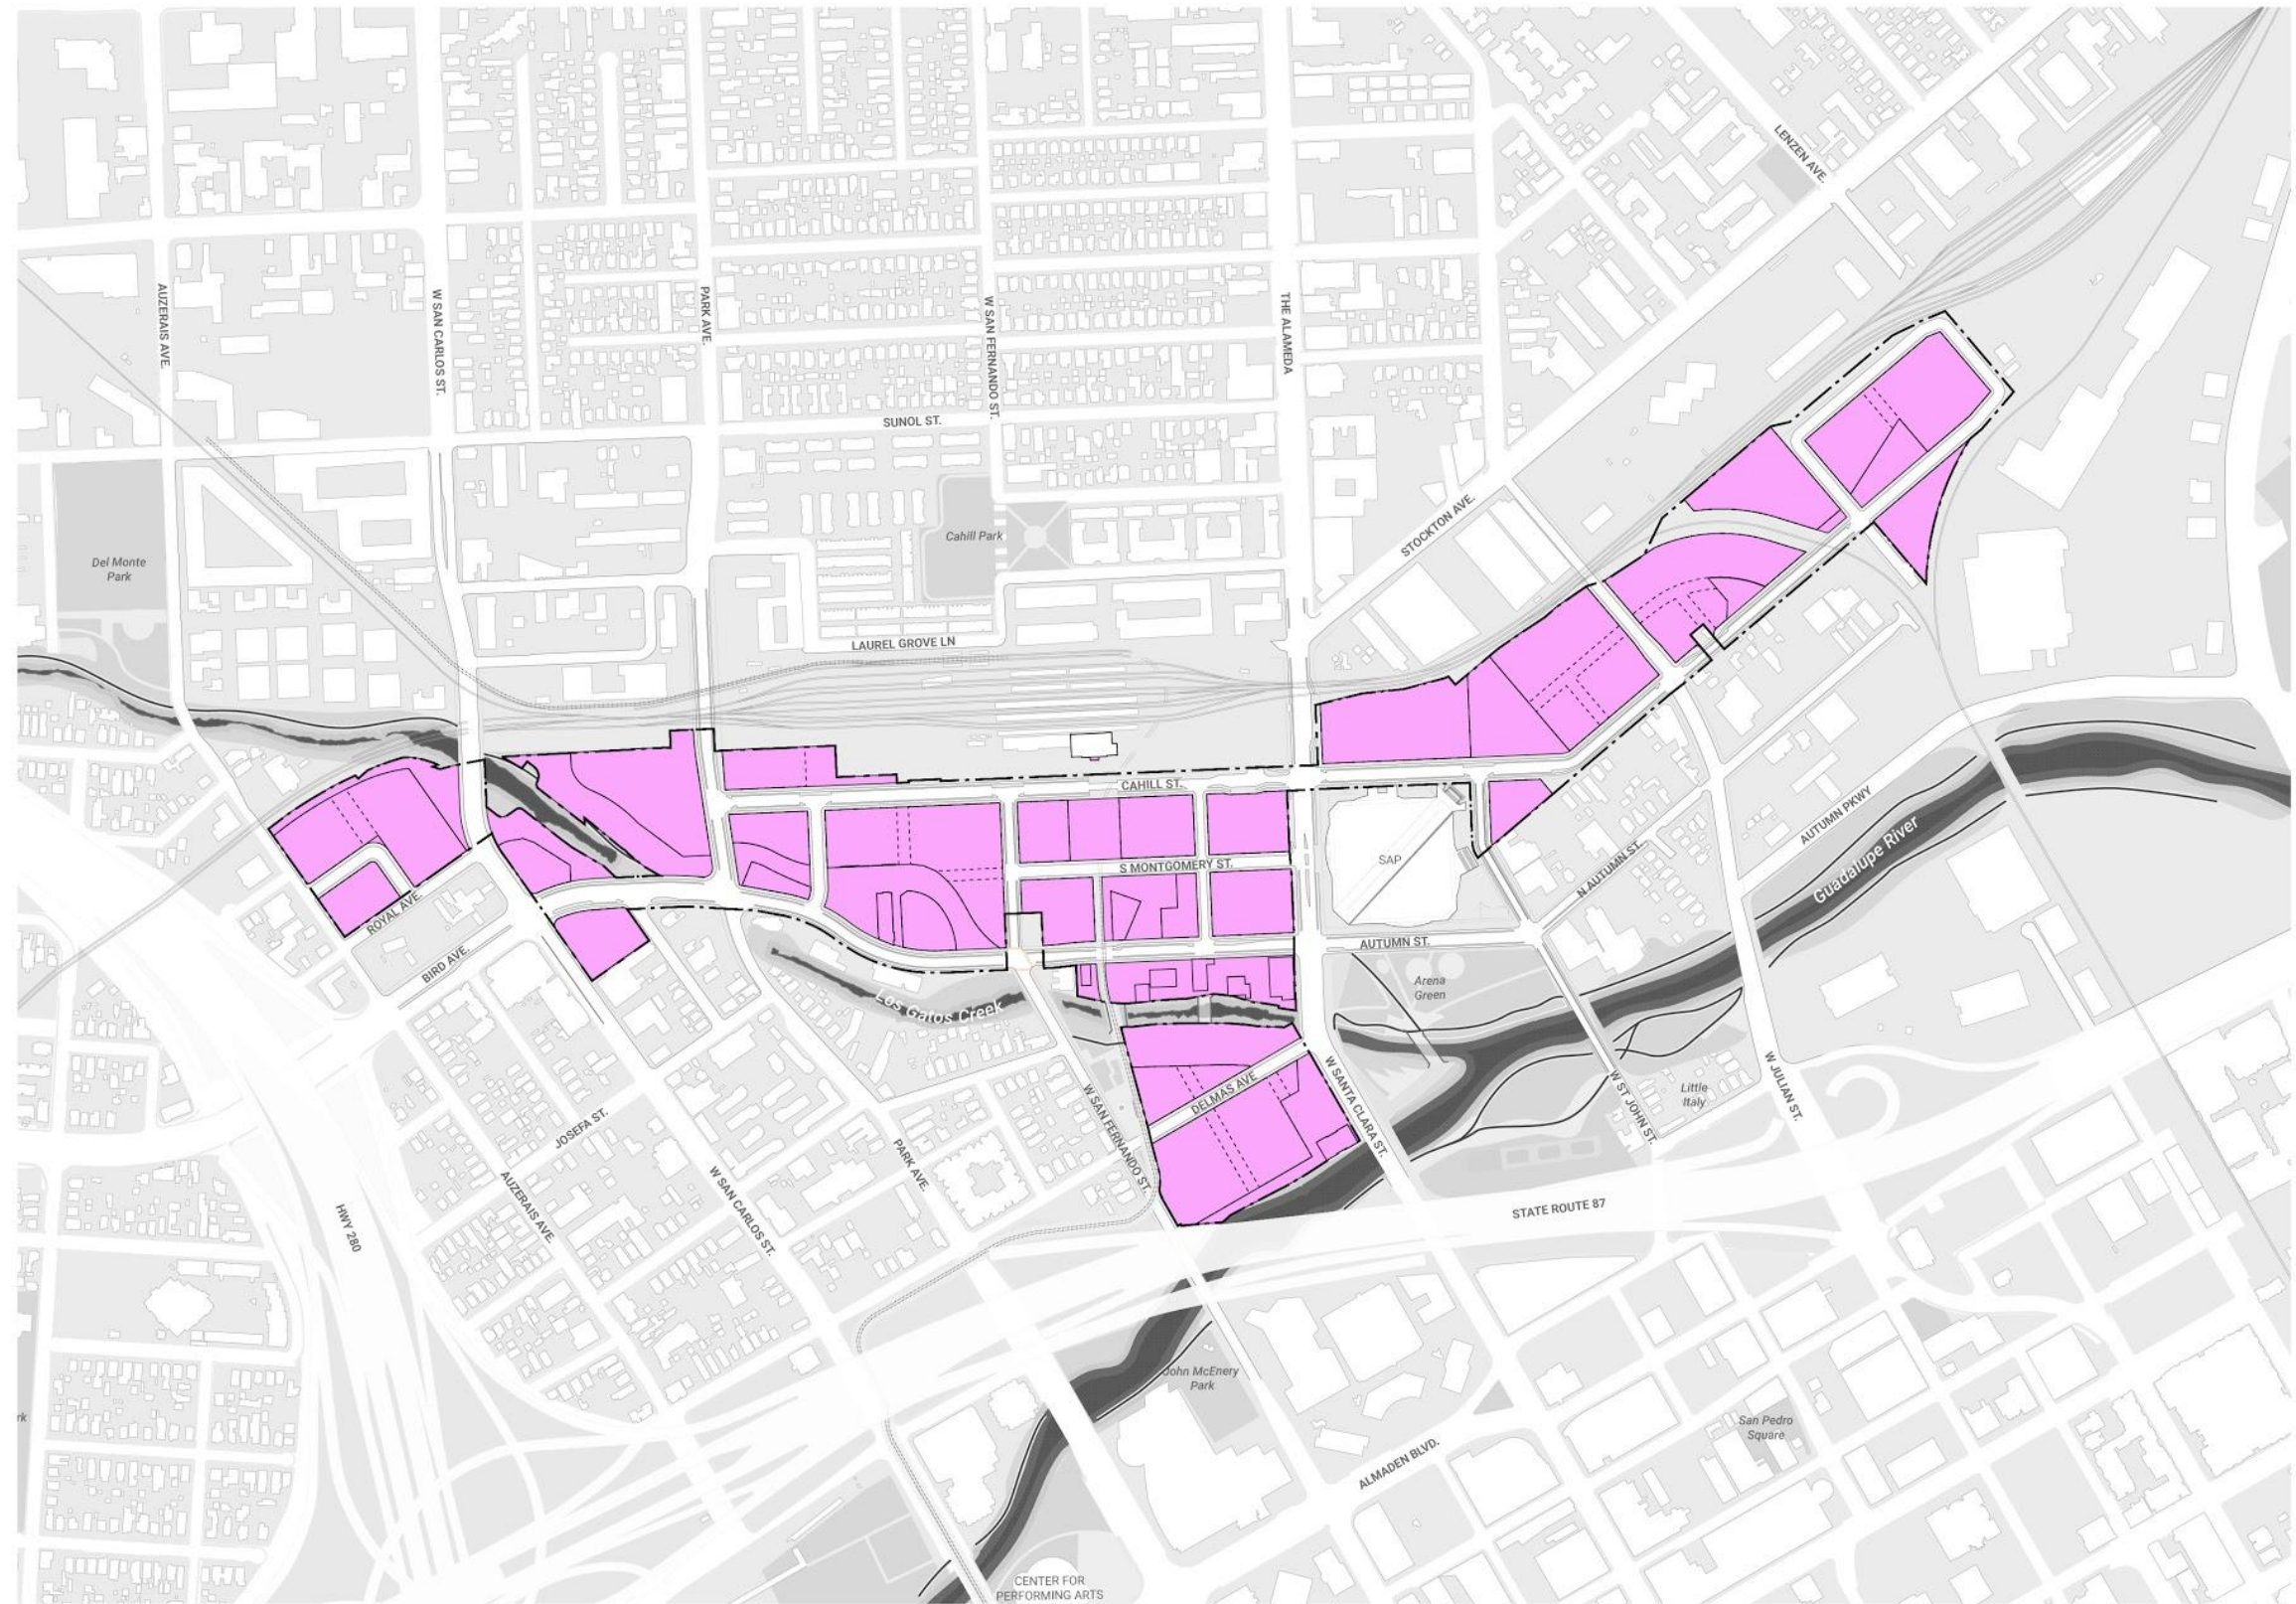 LENZEN AVE.
AUZERAIS AVE.
W SAN CARLOS ST.
PARK AVE.
W SAN FERNANDO ST.
THE ALAMEDA
SUNOL ST.
STOCKTON AVE.
Cahill Park
Del Monte
Park
LAUREL GROVE LN
CAHILL ST.
S MONTGOMERY ST.
SAP
AUTUMN PKWY
Guadalupe River
N AUTUMN ST.
ROYAL AVE.
BIRD AVE.
AUTUMN ST.
Arena
Green
Los Gatos Creek
DELMAS AVE
W SANTA CLARA ST.
W ST JOHN ST.
W JULIAN ST.
Little
Italy
JOSEFA ST.
W SAN FERNANDO ST.
PARK AVE.
W SAN CARLOS ST.
AUZERAIS AVE.
HWY 280
STATE ROUTE 87
John McEnery
Park
rk
San Pedro
Square
ALMADEN BLVD.
CENTER FOR
PERFORMING ARTS